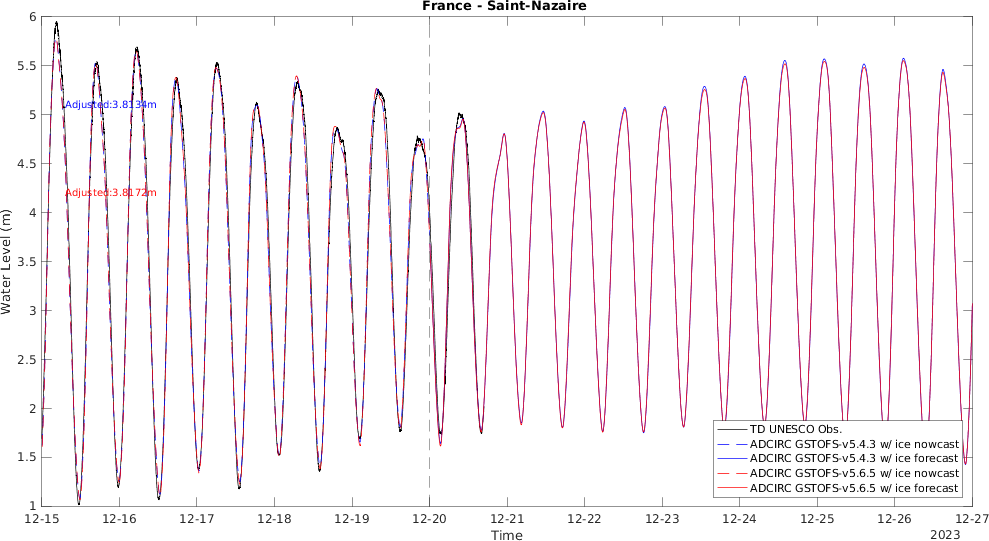 France - Saint-Nazaire
6
5.5
5
4.5
4
3.5
3
2.5
2
1.5
1
Water Level (m)
Adjusted:3.8134m
Adjusted:3.8172m
TD UNESCO Obs.
ADCIRC GSTOFS-v5.4.3 w/ ice nowcast
ADCIRC GSTOFS-v5.4.3 w/ ice forecast
ADCIRC GSTOFS-v5.6.5 w/ ice nowcast
ADCIRC GSTOFS-v5.6.5 w/ ice forecast
12-15 12-16 12-17 12-18 12-19 12-20 12-21 12-22 12-23 12-24 12-25 12-26 12-27
Time
2023